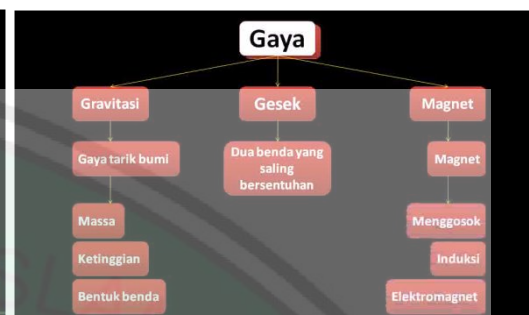 Gaya
Gravitasi
Gesek
Magnet
Gaya tarik bumi
Dua benda yang
saling
bersentuhan
Magnet
Massa
Menggosok
Ketinggian
Induksi
Bentuk benda
Elektromagnet